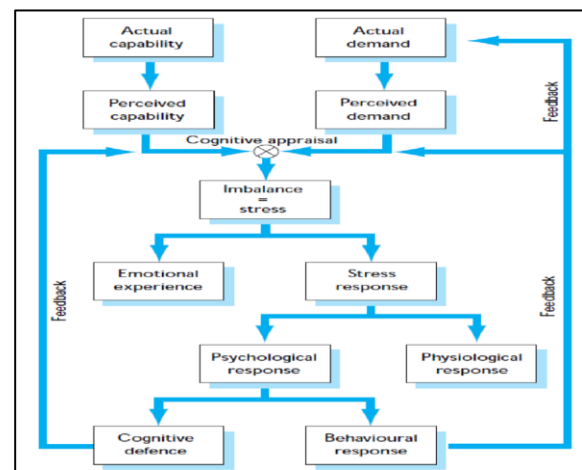 Actual
capability
Actual
demand
Perceived
capability
Perceived
demand
Feedback
Cognitive appraisal
Imbalance
=
stress
Emotional
experience
Stress
response
Feedback
Feedback
Psychological
response
Physiological
response
Cognitive
defence
Behavioural
response